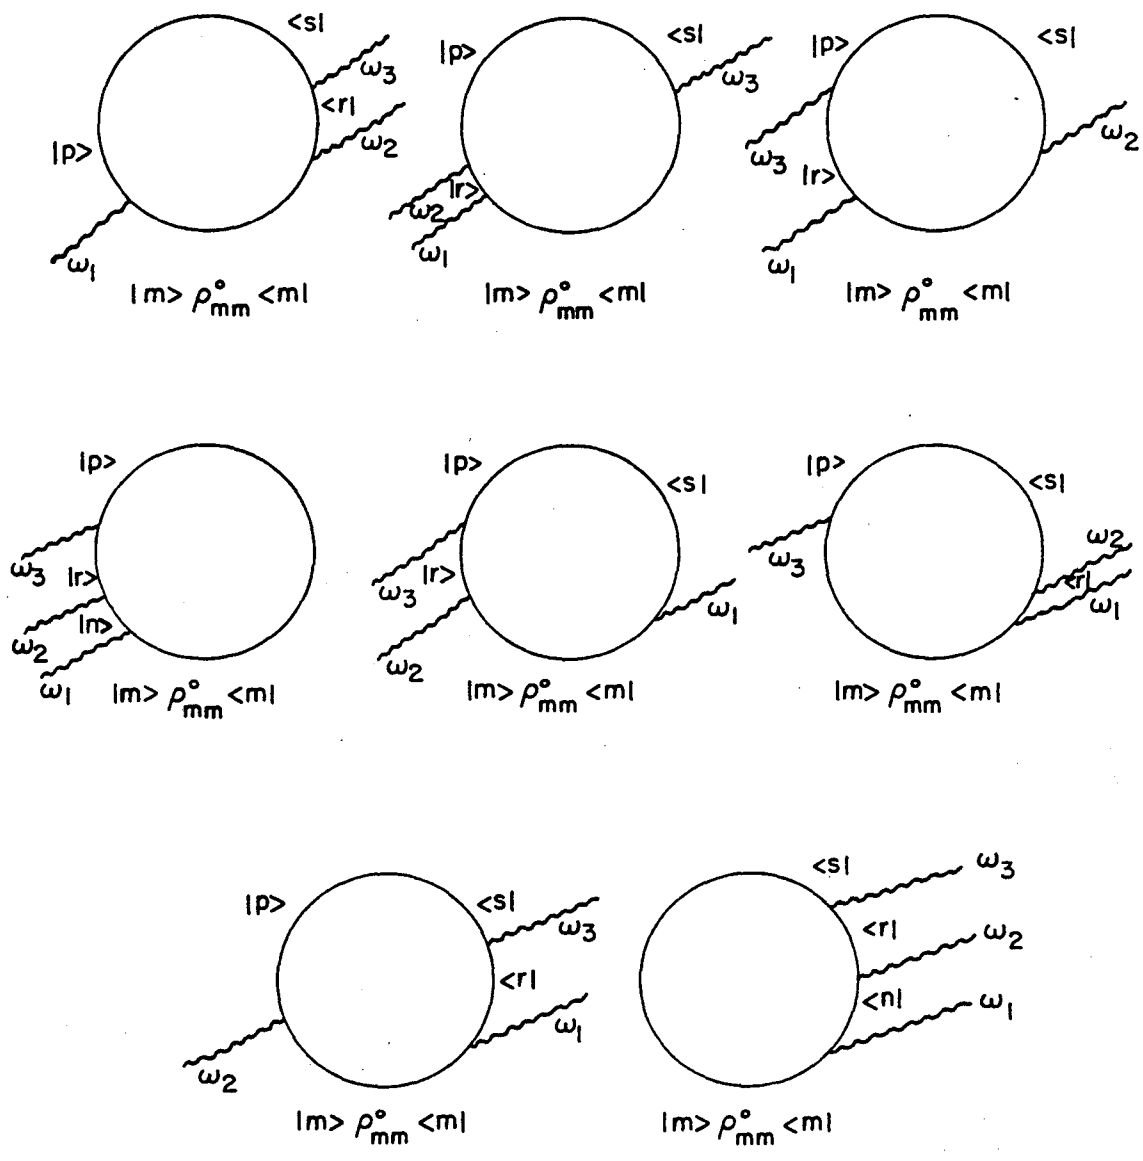 <s|
ω3
<r|
ω2
|p>
ω1
|m> ρ°mm <m|
<s|
|p>
ω3
|r>
ω2
ω1
|m> ρ°mm <m|
<s|
|p>
ω2
ω3
|r>
ω1
|m> ρ°mm <m|
|p>
ω3
|r>
|n>
ω2
ω1
|m> ρ°mm <m|
|p>
<s|
ω3
|r>
ω1
ω2
|m> ρ°mm <m|
|p>
<s|
ω3
ω2
<r|
ω1
|m> ρ°mm <m|
|p>
<s|
ω3
<r|
ω1
ω2
|m> ρ°mm <m|
<s|
ω3
<r|
ω2
<n|
ω1
|m> ρ°mm <m|